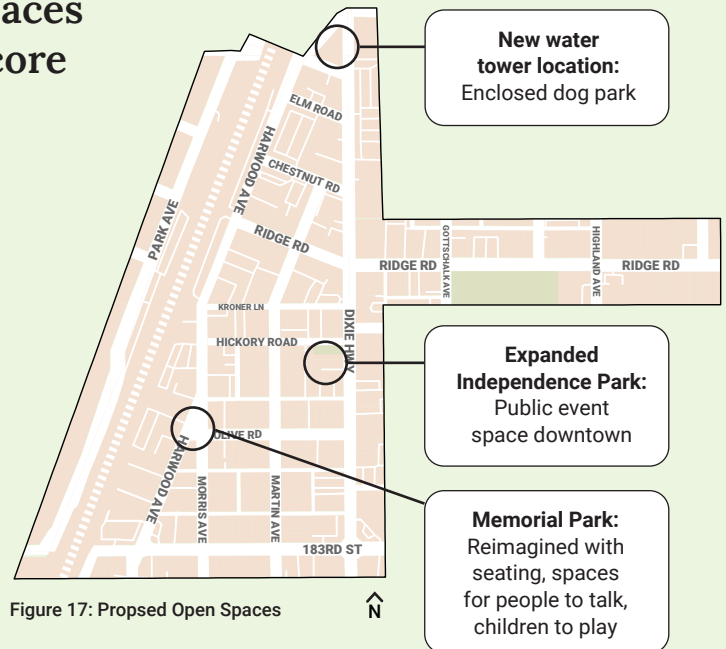 aces
core
New water
tower location:
Enclosed dog park
ELM ROAD
HARWOOD AVE
CHESTNUT RD
PARK AVE
RIDGE RD
GOTTSCHALK AVE
HIGHLAND AVE
RIDGE RD
RIDGE RD
KRONER LN
DIXIE HWY
HICKORY ROAD
Expanded
Independence Park:
Public event
space downtown
OLIVE RD
HARWOOD AVE
MORRIS AVE
MARTIN AVE
183RD ST
Memorial Park:
Reimagined with
seating, spaces
for people to talk,
children to play
Figure 17: Propsed Open Spaces
N